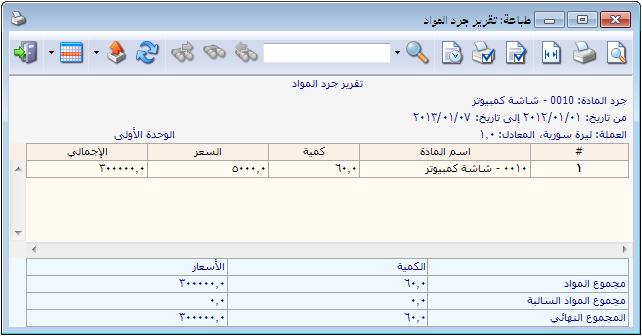 طباعة: تقرير جرد المواد
تقرير جرد المواد
جرد المادة: 0010 - شاشة كمبيوتر
من تاريخ: ٢٠١٢/٠١/٠١ إلى تاريخ: ٢٠١٣/٠١/٠٧
العملة: ليرة سورية، المعادل: ١,٠ الوحدة الأولى
# اسم المادة كمية السعر الإجمالي
١ ٠٠١٠ - شاشة كمبيوتر ٦٠,٠ ٥٠٠٠,٠ ٣٠٠٠٠٠,٠
الكمية الأسعار
مجموع المواد ٦٠,٠ ٣٠٠٠٠٠,٠
مجموع المواد السالبة ٠,٠ ٠,٠
المجموع النهائي ٦٠,٠ ٣٠٠٠٠٠,٠